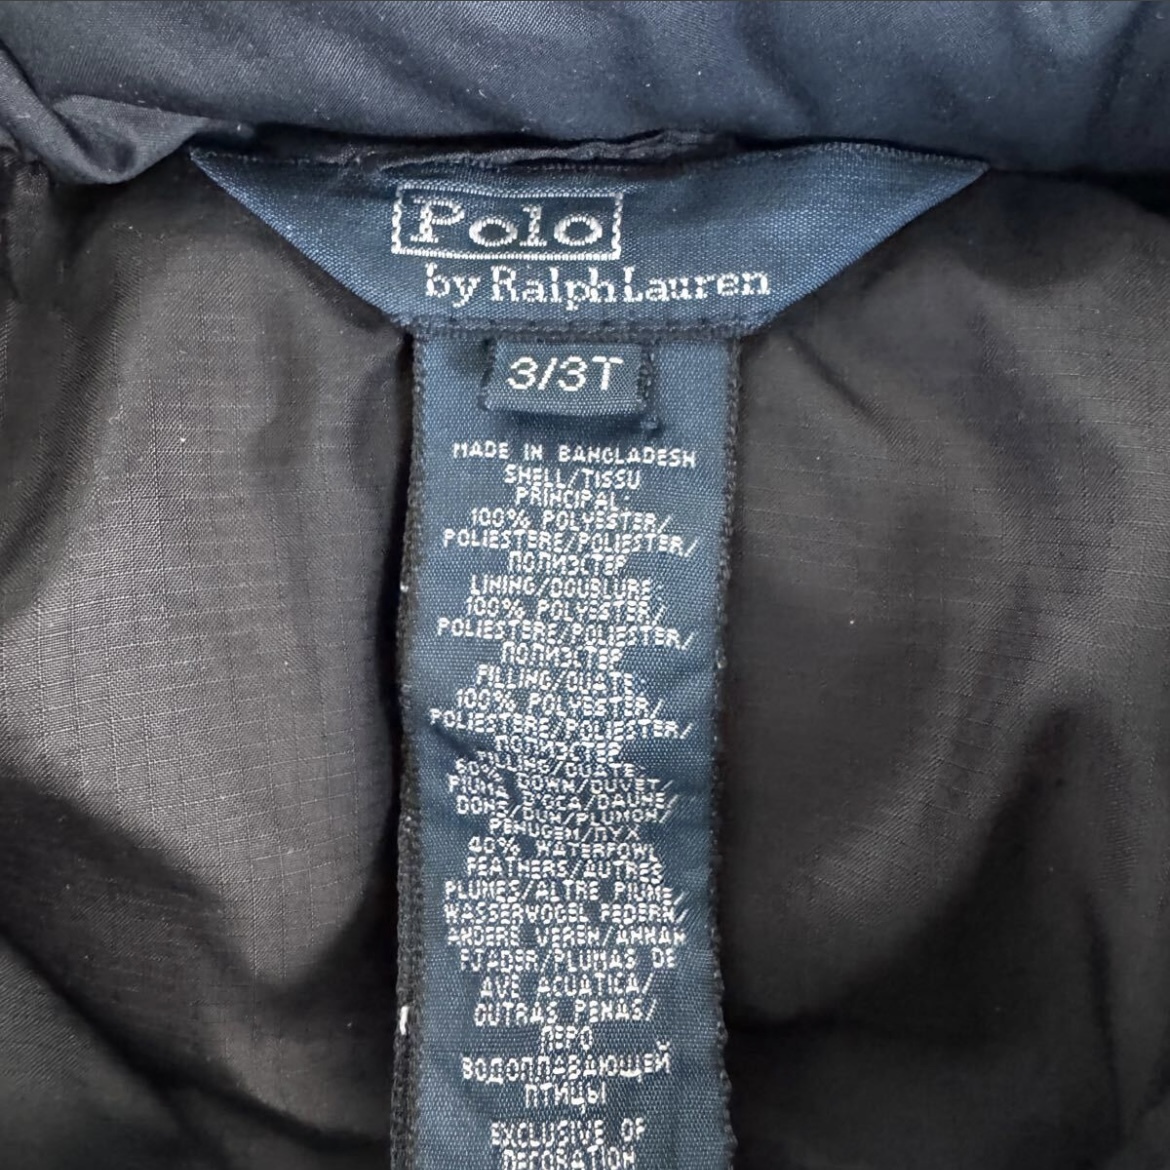 Polo
by Ralph Lauren
3/3T
MADE IN BANGLADESH
SHELL/TISSU
PRINCIPAL:
100% POLYESTER/
POLIESTERE/POLIESTER/
ПОЛИЭСТЕР
LINING/DOUBLURE:
100% POLYESTER/
POLIESTERE/POLIESTER/
ПОЛИЭСТЕР
FILLING/OUATE
100% POLYESTER/
POLIESTERE/POLIESTER/
ПОЛИЭСТЕР
FILLING/OUATE
60% DOWN/DUVET/
PIUMA D'OCA/DAUNE/
DONS/DUN/PLUMON/
PENUGEM/ПУХ
40% WATERFOWL
FEATHERS/AUTRES
PLUMES/ALTRE PIUME/
WASSERVOGEL FEDERN/
ANDERE VEREN/ANNAN
FJADER/PLUMAS DE
AVE ACUATICA/
OUTRAS PENAS/
ПЕРО
ВОДОПЛАВАЮЩЕЙ
ПТИЦЫ
EXCLUSIVE OF
DECORATION